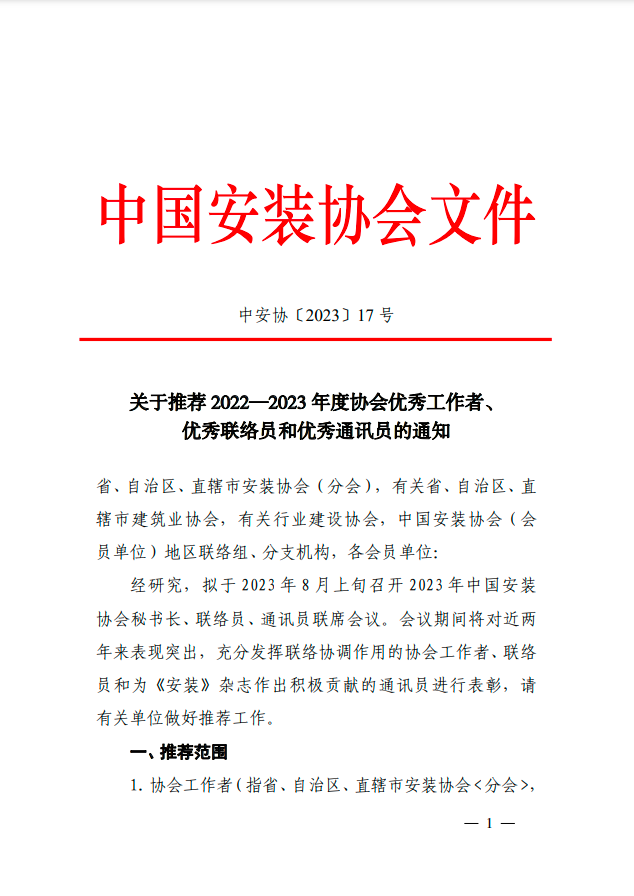 中国安装协会文件
中安协〔2023〕17 号
关于推荐 2022—2023 年度协会优秀工作者、
优秀联络员和优秀通讯员的通知
省、自治区、直辖市安装协会（分会），有关省、自治区、直
辖市建筑业协会，有关行业建设协会，中国安装协会（会
员单位）地区联络组、分支机构，各会员单位：
经研究，拟于 2023 年 8 月上旬召开 2023 年中国安装
协会秘书长、联络员、通讯员联席会议。会议期间将对近两
年来表现突出，充分发挥联络协调作用的协会工作者、联络
员和为《安装》杂志作出积极贡献的通讯员进行表彰，请
有关单位做好推荐工作。
一、推荐范围
1. 协会工作者（指省、自治区、直辖市安装协会<分会>，
— 1 —